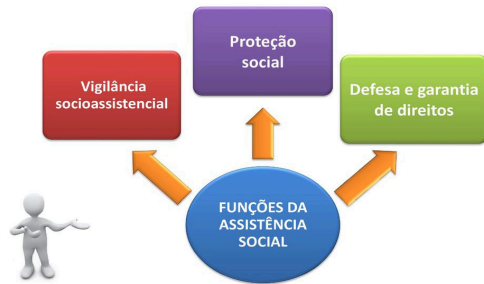 Proteção
social
Vigilância
socioassistencial
Defesa e garantia
de direitos
FUNÇÕES DA
ASSISTÊNCIA
SOCIAL